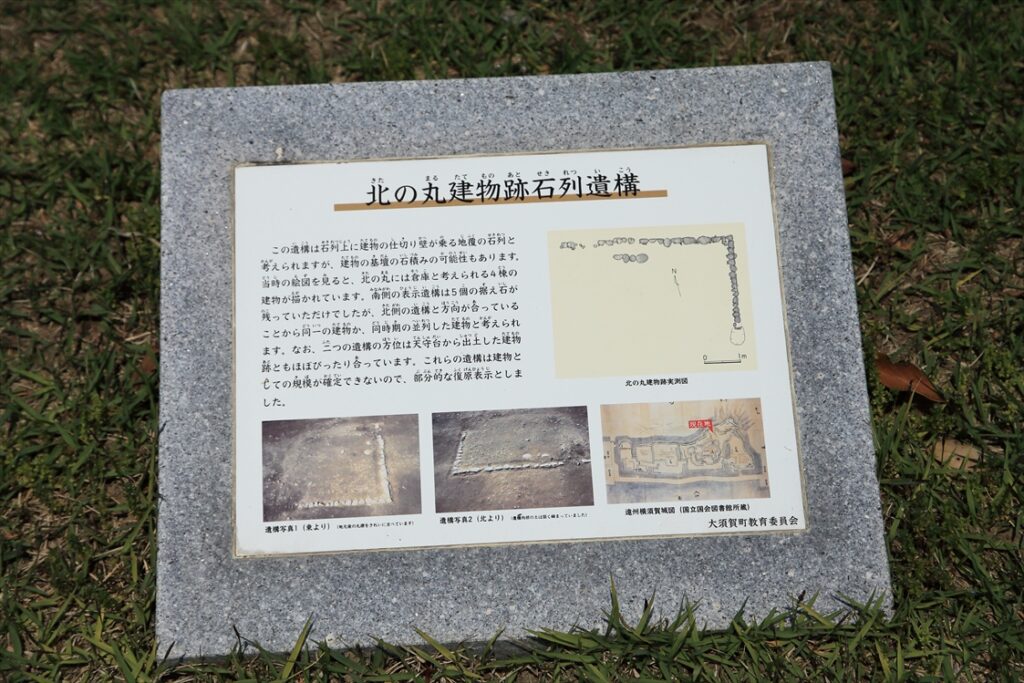 北の丸建物跡石列遺構
この遺構は石列上に建物の仕切り壁が乗る地覆の石列と
考えられますが、建物の基壇の石積みの可能性もあります。
当時の絵図を見ると、北の丸には倉庫と考えられる4棟の
建物が描かれています。南側の表示遺構は5個の据え石が
残っていただけでしたが、北側の遺構と方向が合っている
ことから同一の建物か、同時期の並列した建物と考えられ
ます。なお、二つの遺構の方位は天守台から出土した建物
跡ともほぼぴったり合っています。これらの遺構は建物と
しての規模が確定できないので、部分的な復原表示としま
した。
N
0 1m
北の丸建物跡実測図
現在地
遺構写真1（東より）
遺構写真2（北より）
遠州横須賀城図（国立国会図書館所蔵）
大須賀町教育委員会